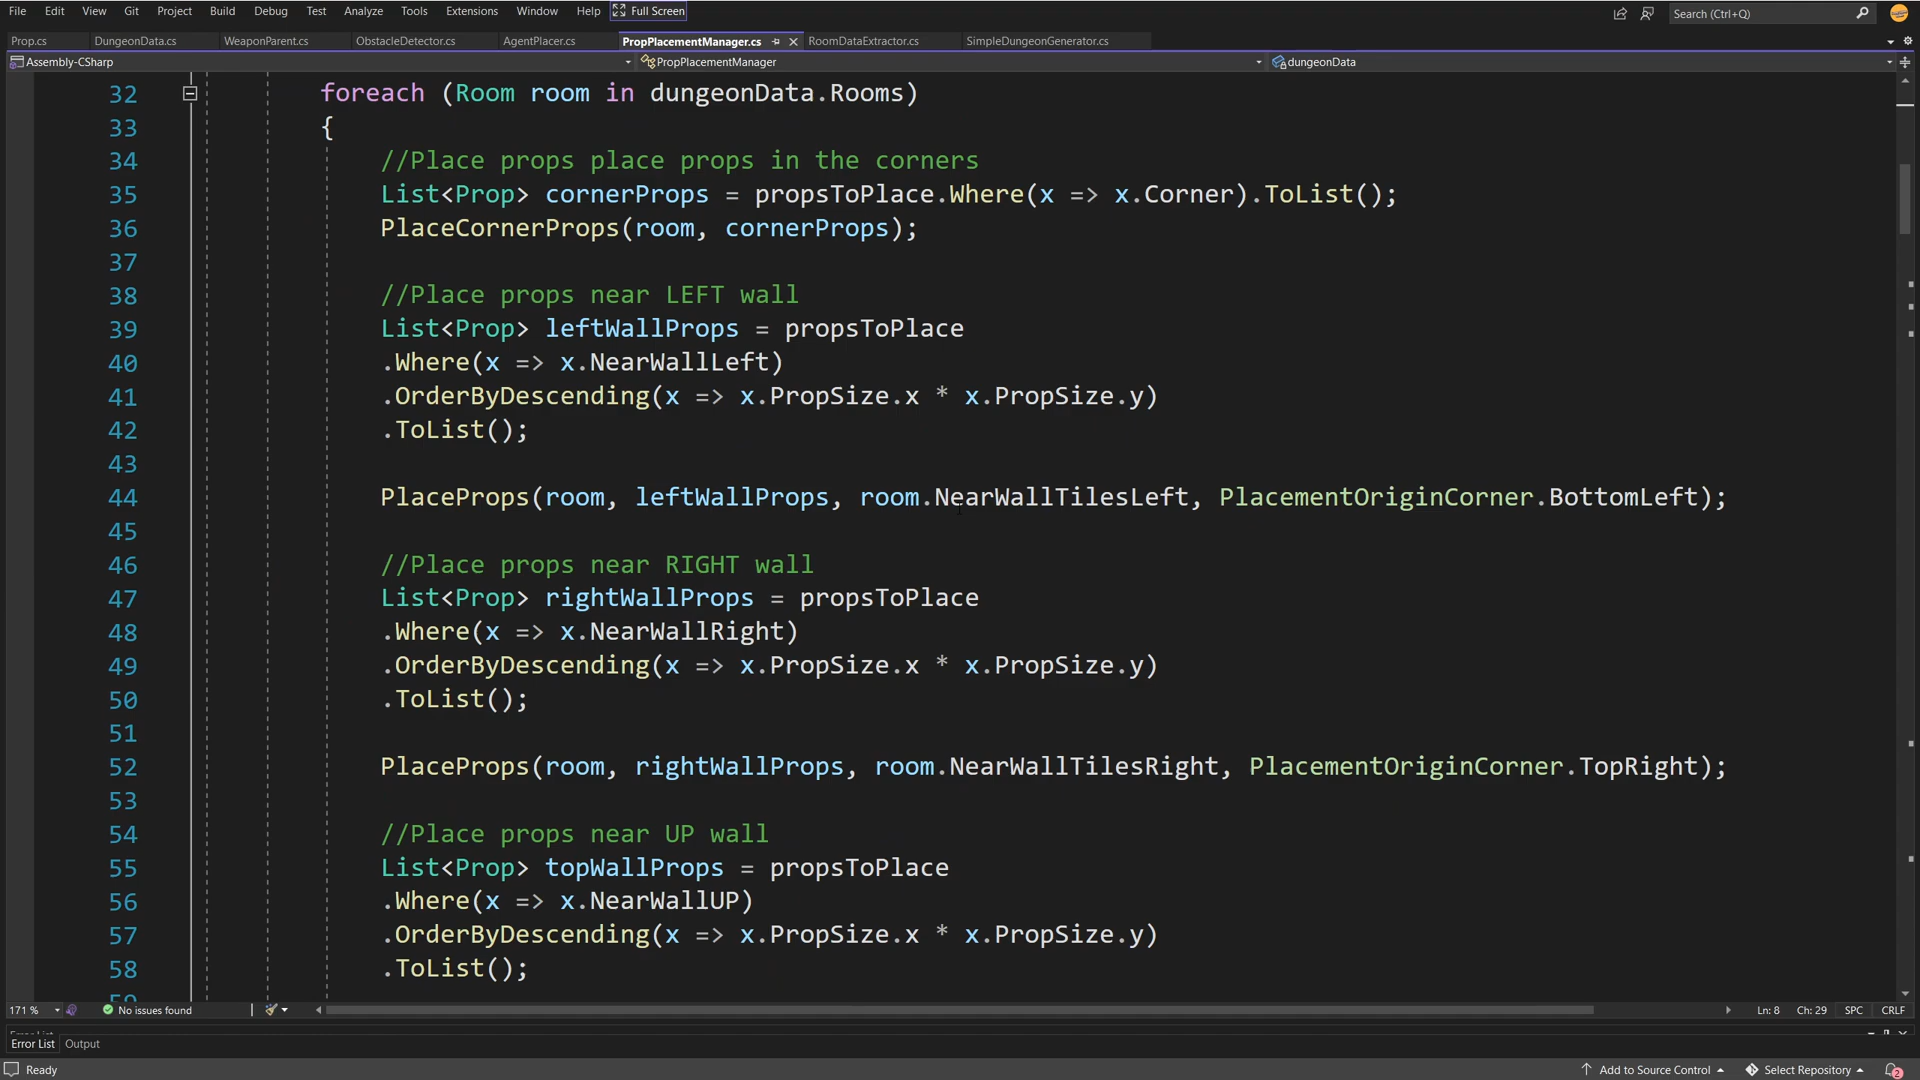 File Edit View Git Project Build Debug Test Analyze Tools Extensions Window Help Full Screen Search (Ctrl+Q)
Prop.cs DungeonData.cs WeaponParent.cs ObstacleDetector.cs AgentPlacer.cs PropPlacementManager.cs RoomDataExtractor.cs SimpleDungeonGenerator.cs
Assembly-CSharp PropPlacementManager dungeonData
32 foreach (Room room in dungeonData.Rooms)
33 {
34 //Place props place props in the corners
35 List<Prop> cornerProps = propsToPlace.Where(x => x.Corner).ToList();
36 PlaceCornerProps(room, cornerProps);
37
38 //Place props near LEFT wall
39 List<Prop> leftWallProps = propsToPlace
40 .Where(x => x.NearWallLeft)
41 .OrderByDescending(x => x.PropSize.x * x.PropSize.y)
42 .ToList();
43
44 PlaceProps(room, leftWallProps, room.NearWallTilesLeft, PlacementOriginCorner.BottomLeft);
45
46 //Place props near RIGHT wall
47 List<Prop> rightWallProps = propsToPlace
48 .Where(x => x.NearWallRight)
49 .OrderByDescending(x => x.PropSize.x * x.PropSize.y)
50 .ToList();
51
52 PlaceProps(room, rightWallProps, room.NearWallTilesRight, PlacementOriginCorner.TopRight);
53
54 //Place props near UP wall
55 List<Prop> topWallProps = propsToPlace
56 .Where(x => x.NearWallUP)
57 .OrderByDescending(x => x.PropSize.x * x.PropSize.y)
58 .ToList();
59
171 % No issues found Ln: 8 Ch: 29 SPC CRLF
Error List
Error List Output
Ready Add to Source Control Select Repository 2